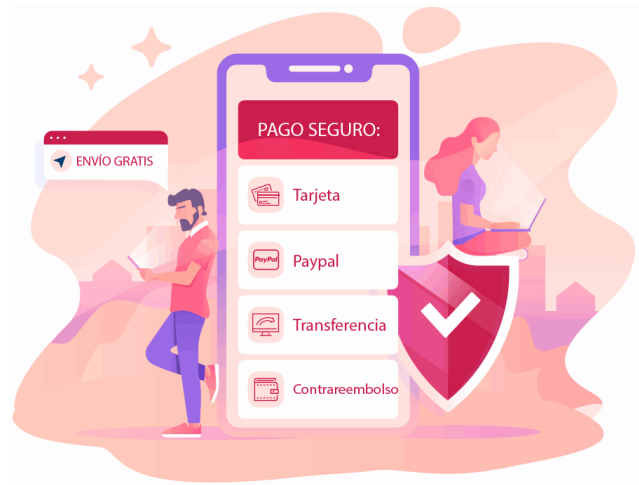 PAGO SEGURO:
ENVÍO GRATIS
Tarjeta
PayPal
Paypal
Transferencia
Contrareembolso